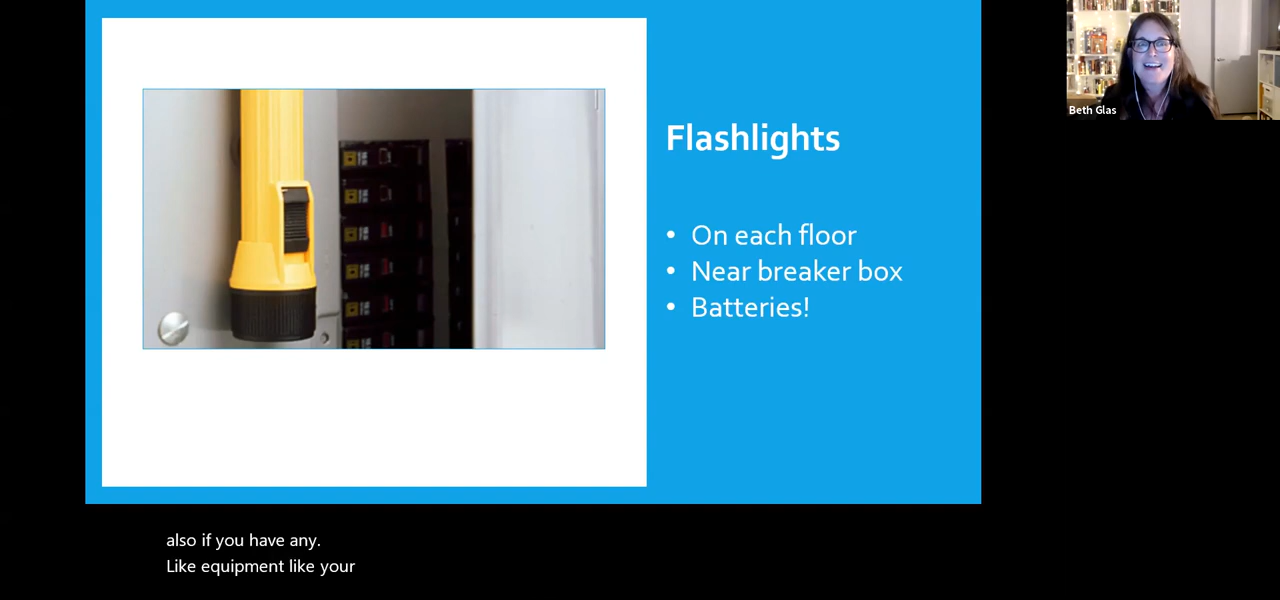 Flashlights
• On each floor
• Near breaker box
• Batteries!
Beth Glas
also if you have any.
Like equipment like your